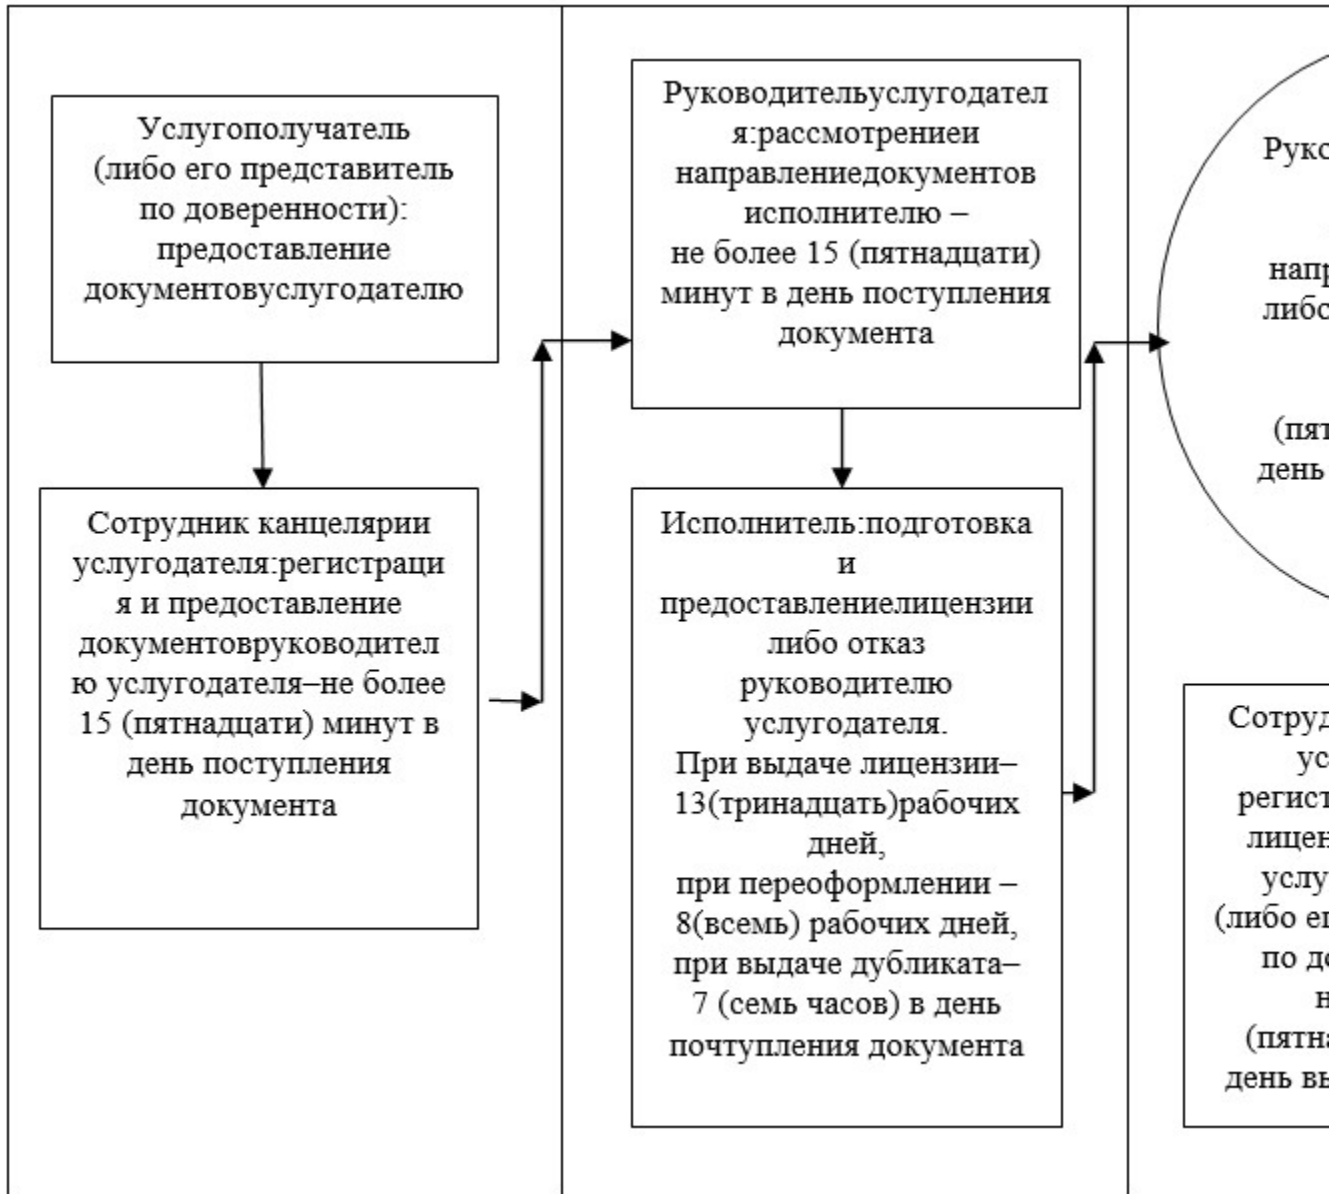 Услугополучатель
(либо его представитель
по доверенности):
предоставление
документовуслугодателю
Сотрудник канцелярии
услугодателя:регистраци
я и предоставление
документовруководител
ю услугодателя–не более
15 (пятнадцати) минут в
день поступления
документа
Руководительуслугодател
я:рассмотрениеи
направлениедокументов
исполнителю –
не более 15 (пятнадцати)
минут в день поступления
документа
Исполнитель:подготовка
и
предоставлениелицензии
либо отказ
руководителю
услугодателя.
При выдаче лицензии–
13(тринадцать)рабочих
дней,
при переоформлении –
8(всемь) рабочих дней,
при выдаче дубликата–
7 (семь часов) в день
почтупления документа
(либо
по
день